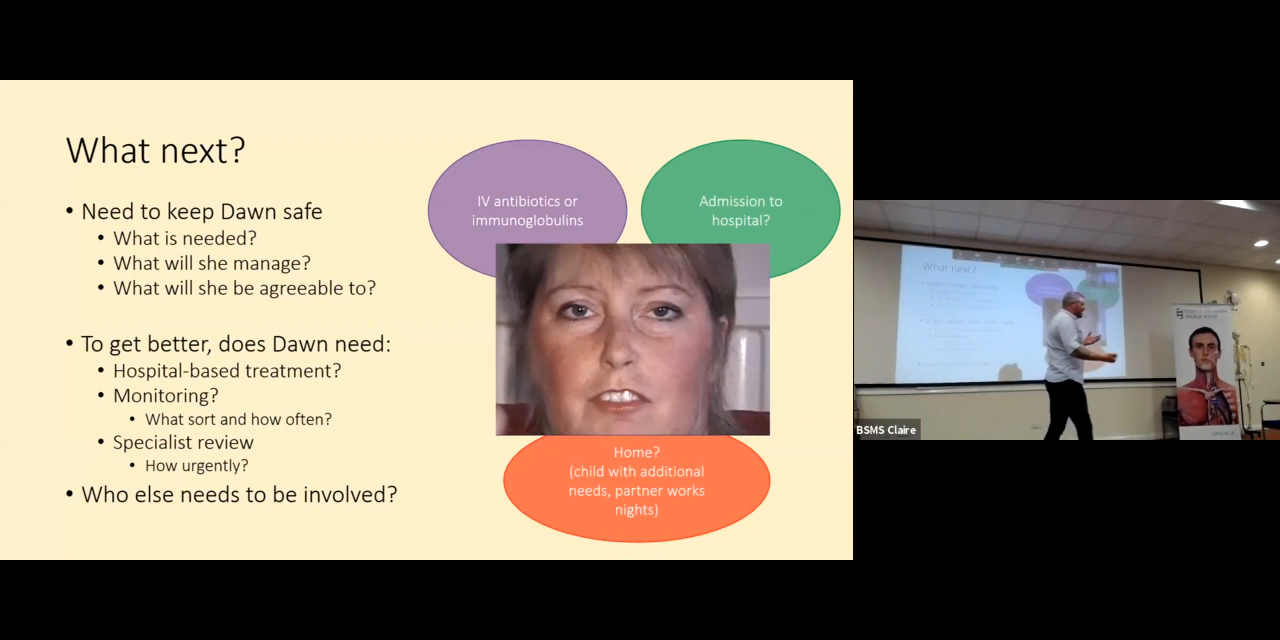 What next?
• Need to keep Dawn safe
• What is needed?
• What will she manage?
• What will she be agreeable to?
• To get better, does Dawn need:
• Hospital-based treatment?
• Monitoring?
• What sort and how often?
• Specialist review
• How urgently?
• Who else needs to be involved?
IV antibiotics or
immunoglobulins
Admission to
hospital?
Home?
(child with additional
needs, partner works
nights)
What next?
BSMS Claire